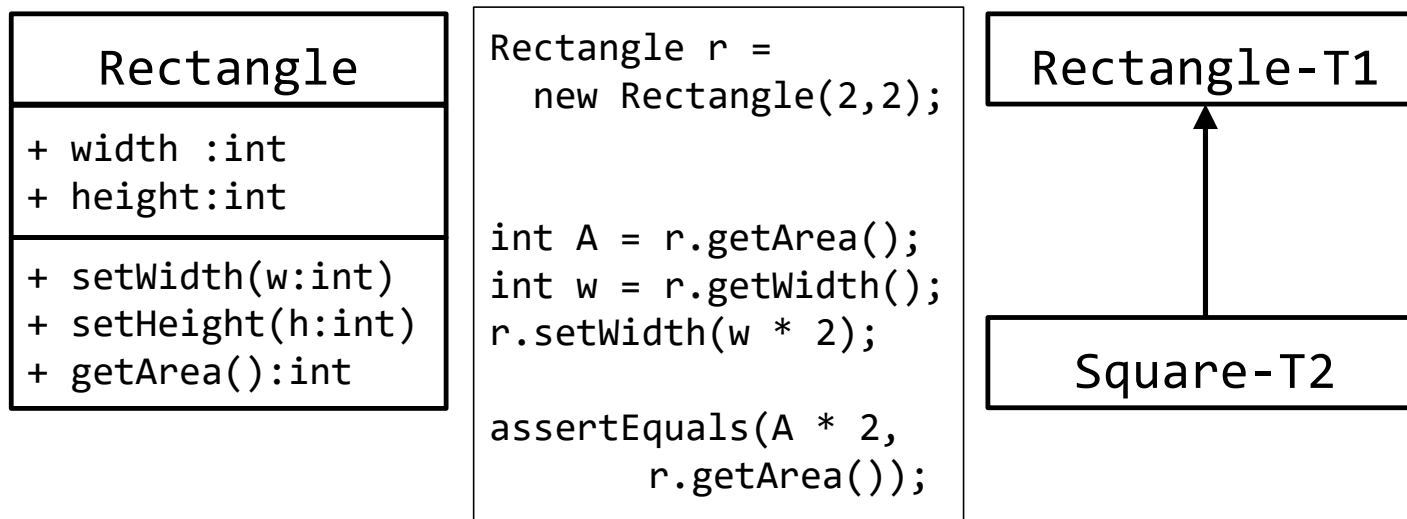 Rectangle
+ width :int
+ height:int
+ setWidth(w:int)
+ setHeight(h:int)
+ getArea():int
Rectangle r =
  new Rectangle(2,2);
int A = r.getArea();
int w = r.getWidth();
r.setWidth(w * 2);
assertEquals(A * 2,
       r.getArea());
Rectangle-T1
Square-T2